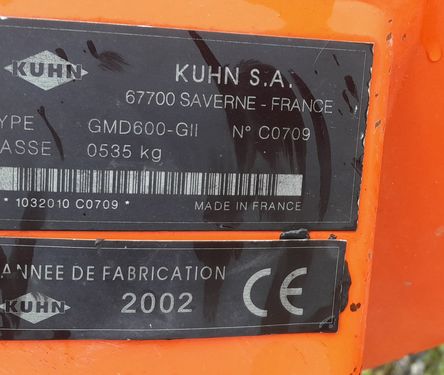 KUHN KUHN S.A.
67700 SAVERNE - FRANCE
YPE GMD600-GII N° C0709
ASSE 0535 kg
* 1032010 C0709 * MADE IN FRANCE
ANNEE DE FABRICATION
KUHN 2002 CE